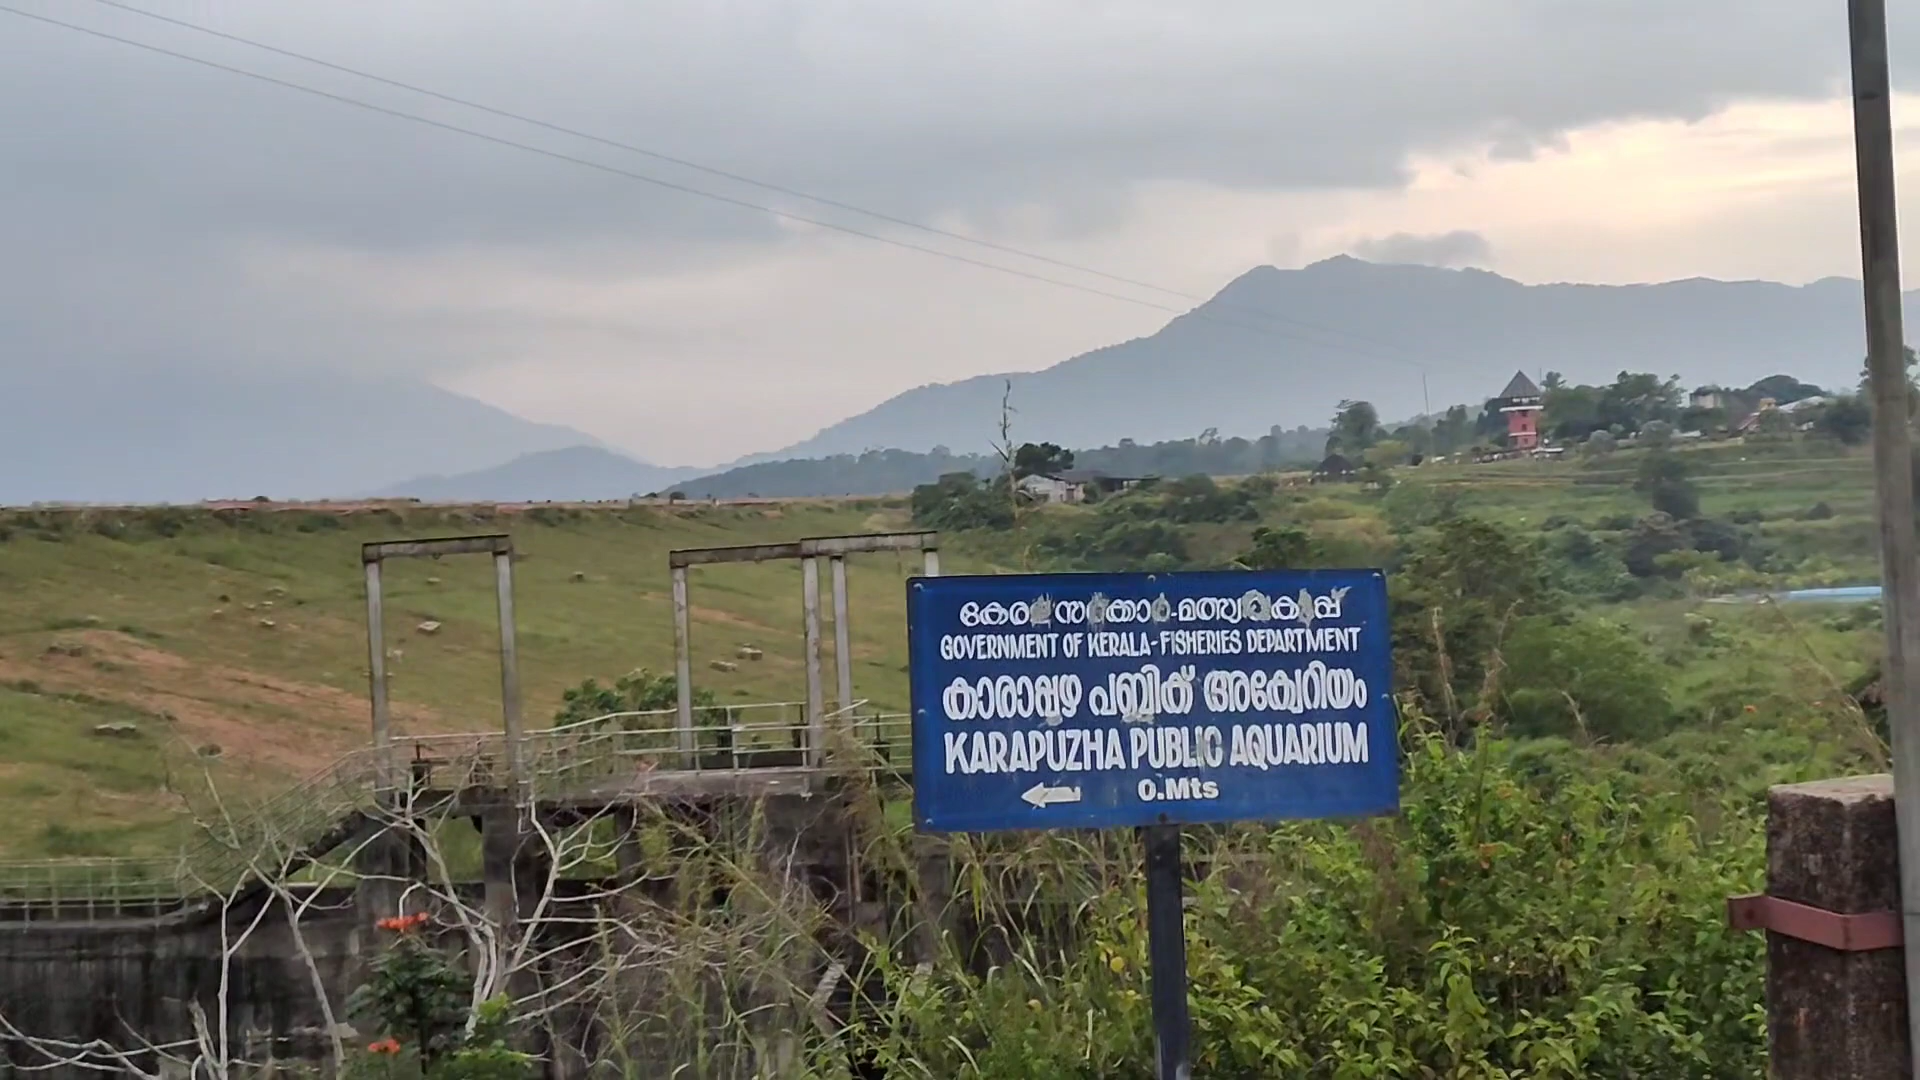 കേരള സർക്കാർ-മത്സ്യവകുപ്പ്
GOVERNMENT OF KERALA-FISHERIES DEPARTMENT
കാരാപ്പുഴ പബ്ലിക് അക്വേറിയം
KARAPUZHA PUBLIC AQUARIUM
0.Mts